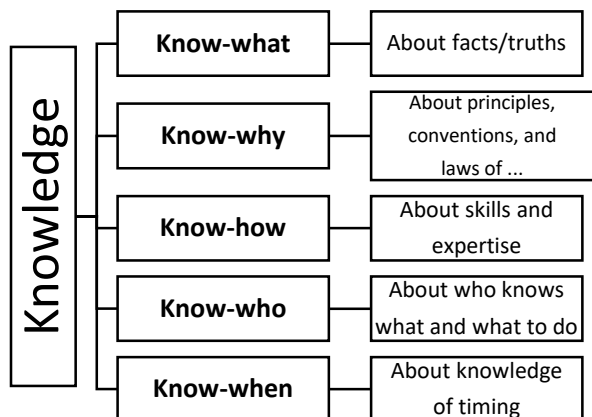 Knowledge
Know-what
About facts/truths
Know-why
About principles,
conventions, and
laws of ...
Know-how
About skills and
expertise
Know-who
About who knows
what and what to do
Know-when
About knowledge
of timing